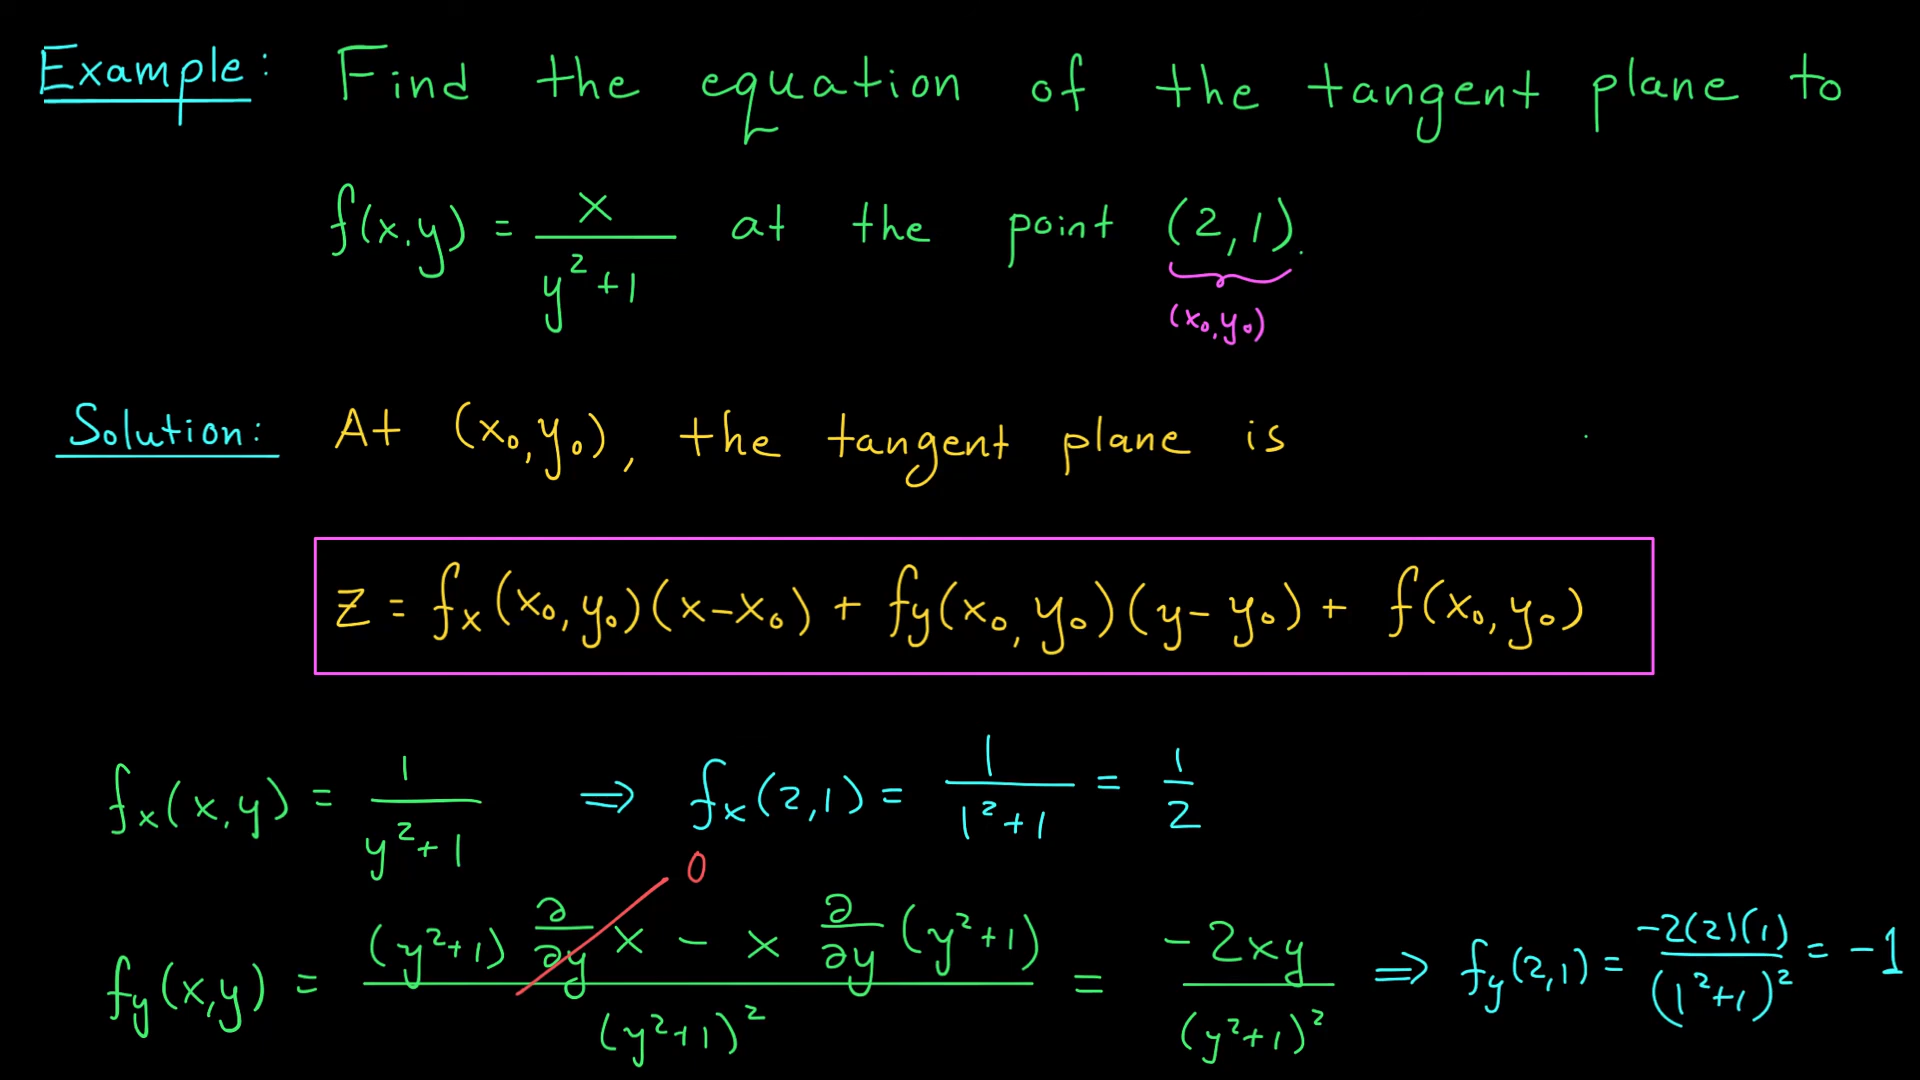 Example: Find the equation of the tangent plane to
f(x,y) = x/(y²+1) at the point (2,1).
(x₀,y₀)
Solution: At (x₀,y₀), the tangent plane is
z = fₓ(x₀,y₀)(x-x₀) + f_y(x₀,y₀)(y-y₀) + f(x₀,y₀)
fₓ(x,y) = 1/(y²+1) ⟹ fₓ(2,1) = 1/(1²+1) = 1/2
0
f_y(x,y) = ((y²+1) ∂/∂y x - x ∂/∂y (y²+1))/(y²+1)² = -2xy/(y²+1)² ⟹ f_y(2,1) = -2(2)(1)/(1²+1)² = -1